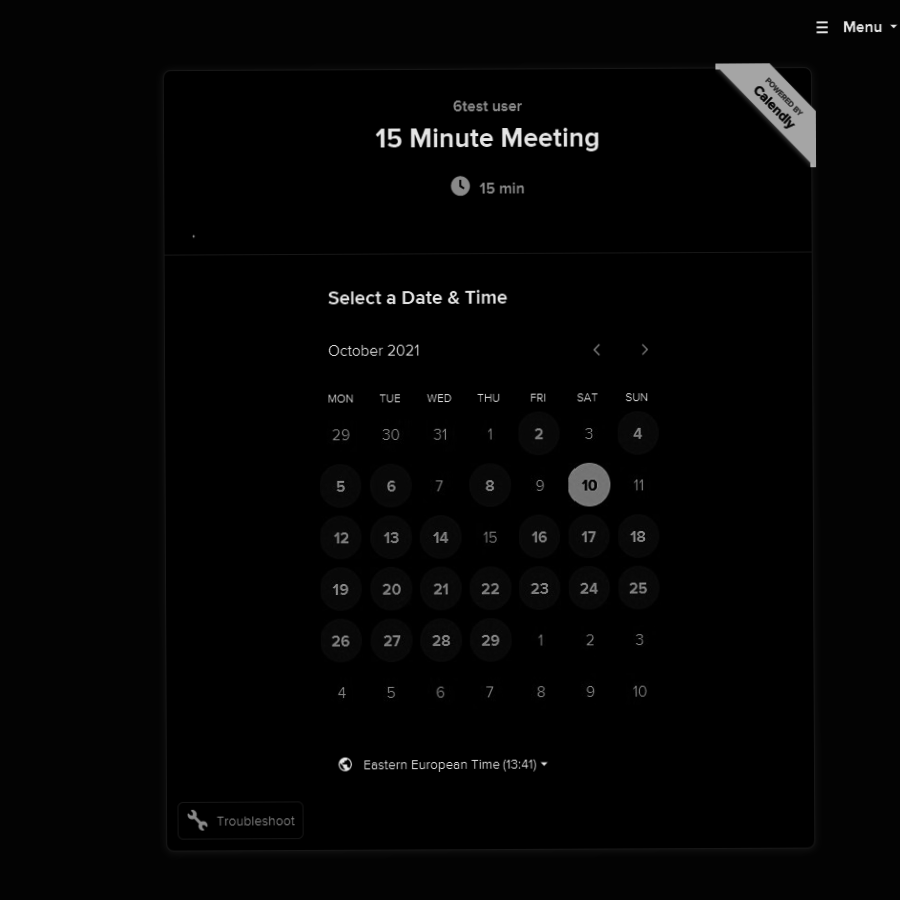 Menu
POWERED BY
Calendly
6test user
15 Minute Meeting
15 min
Select a Date & Time
October 2021
MON TUE WED THU FRI SAT SUN
29 30 31 1 2 3 4
5 6 7 8 9 10 11
12 13 14 15 16 17 18
19 20 21 22 23 24 25
26 27 28 29 1 2 3
4 5 6 7 8 9 10
Eastern European Time (13:41)
Troubleshoot